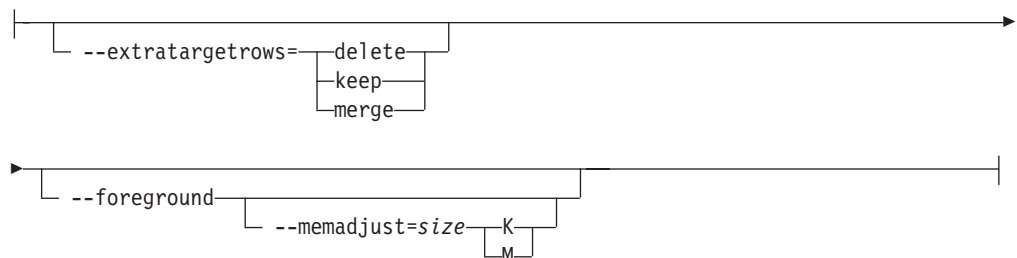 --extratargetrows=delete
keep
merge
--foreground
--memadjust=size K
M